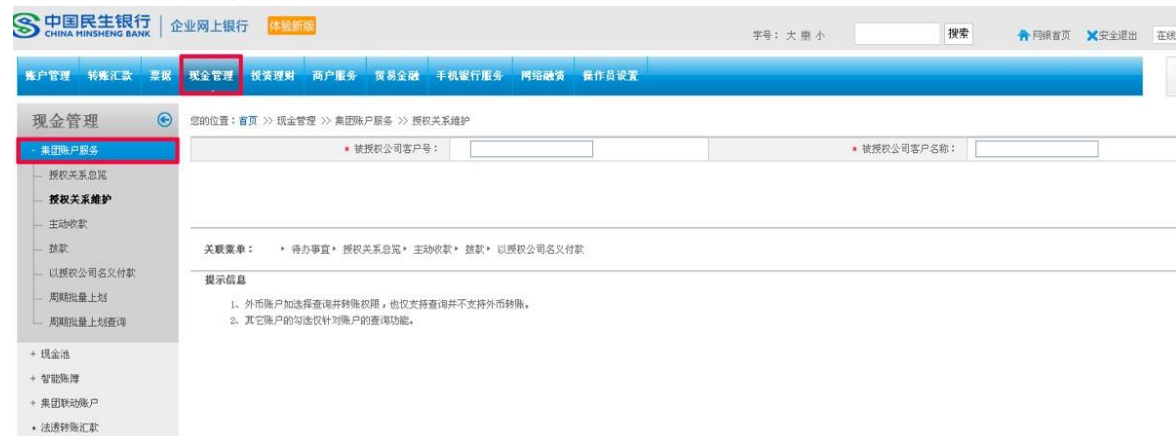 中国民生银行 企业网上银行 体验新版
CHINA MINSHENG BANK
字号：大 中 小 搜索 网银首页 安全退出 在线
账户管理 转账汇款 票据 现金管理 投资理财 商户服务 贸易金融 手机银行服务 网络融资 操作员设置
现金管理
您的位置：首页 >> 现金管理 >> 集团账户服务 >> 授权关系维护
- 集团账户服务
* 被授权公司客户号：
* 被授权公司客户名称：
授权关系总览
授权关系维护
主动收款
拨款
以授权公司名义付款
周期批量上划
周期批量上划查询
关联菜单： 待办事宜 授权关系总览 主动收款 拨款 以授权公司名义付款
提示信息
1、外币账户加选择查询并转账权限，也仅支持查询并不支持外币转账。
2、其它账户的勾选仅针对账户的查询功能。
+ 现金池
+ 智能账簿
+ 集团联动账户
• 法透转账汇款